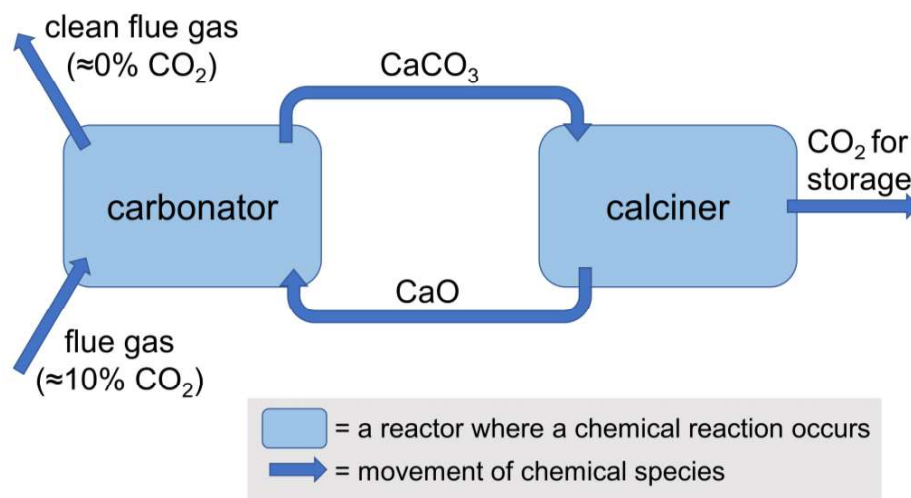 clean flue gas
(≈0% CO₂)
CaCO₃
carbonator
calciner
CO₂ for
storage
CaO
flue gas
(≈10% CO₂)
= a reactor where a chemical reaction occurs
= movement of chemical species